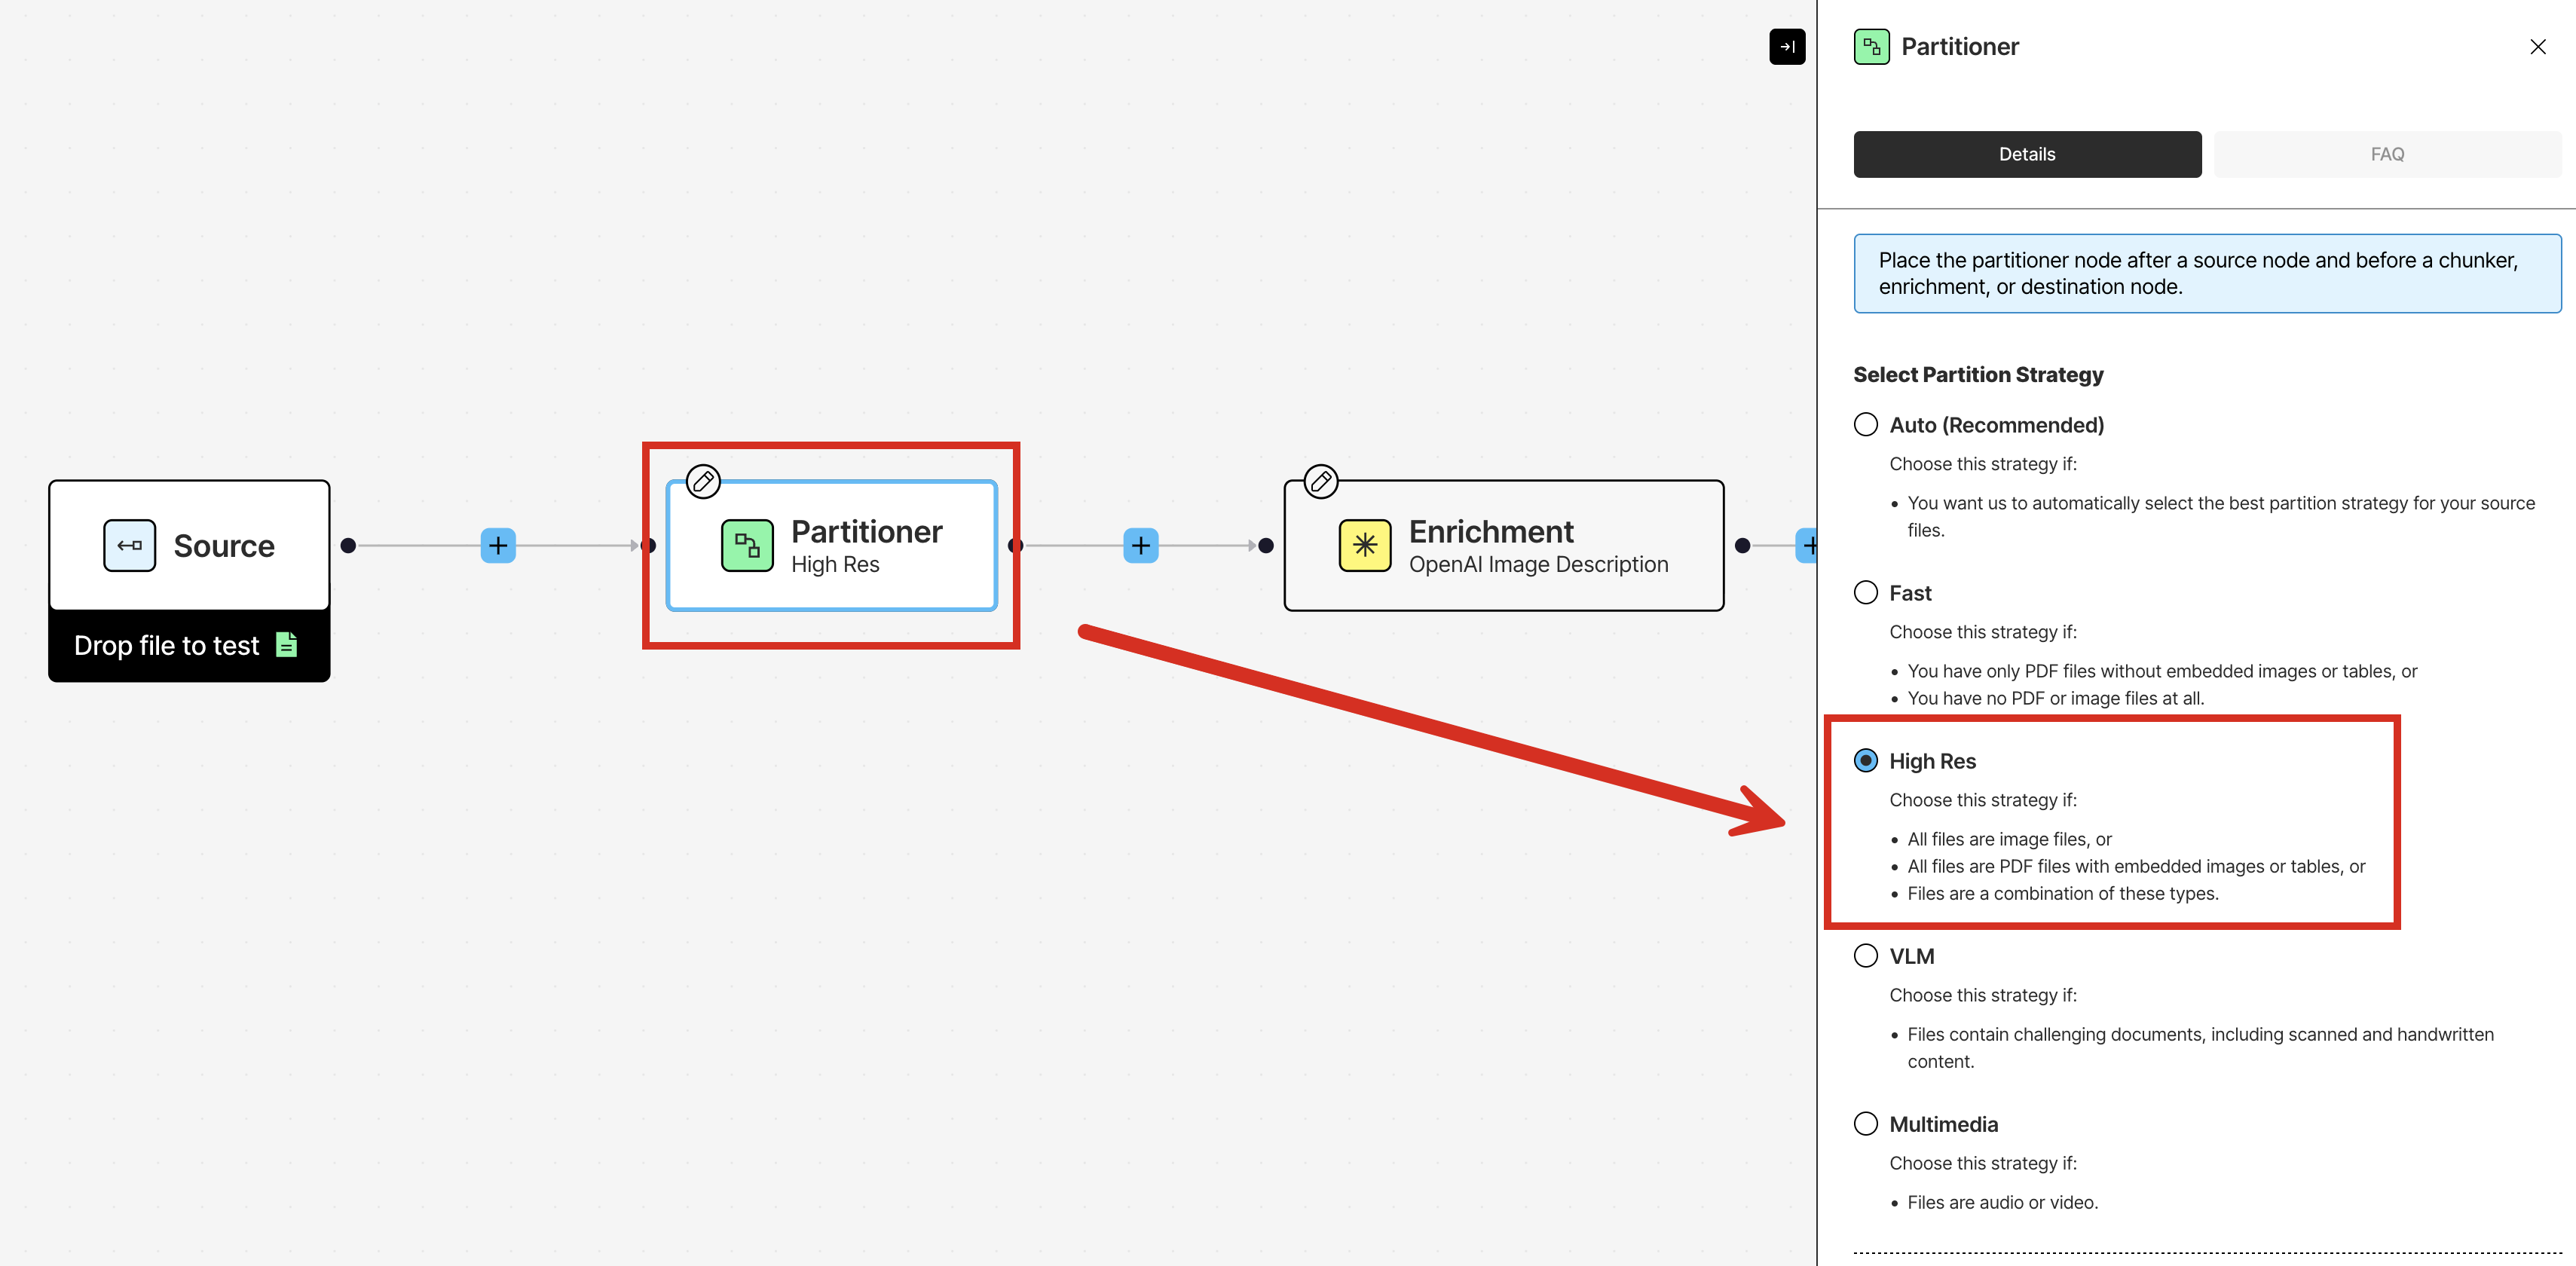 Source
Drop file to test
Partitioner
High Res
Enrichment
OpenAI Image Description
Partitioner
Details
FAQ
Place the partitioner node after a source node and before a chunker,
enrichment, or destination node.
Select Partition Strategy
Auto (Recommended)
Choose this strategy if:
• You want us to automatically select the best partition strategy for your source
files.
Fast
Choose this strategy if:
• You have only PDF files without embedded images or tables, or
• You have no PDF or image files at all.
High Res
Choose this strategy if:
• All files are image files, or
• All files are PDF files with embedded images or tables, or
• Files are a combination of these types.
VLM
Choose this strategy if:
• Files contain challenging documents, including scanned and handwritten
content.
Multimedia
Choose this strategy if:
• Files are audio or video.